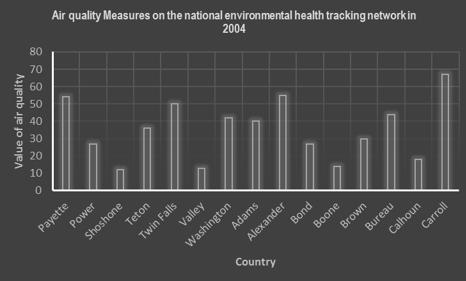 Air quality Measures on the national environmental health tracking network in
2004
Value of air quality
80
70
60
50
40
30
20
10
0
Payette
Power
Shoshone
Teton
Twin Falls
Valley
Washington
Adams
Alexander
Bond
Boone
Brown
Bureau
Calhoun
Carroll
Country